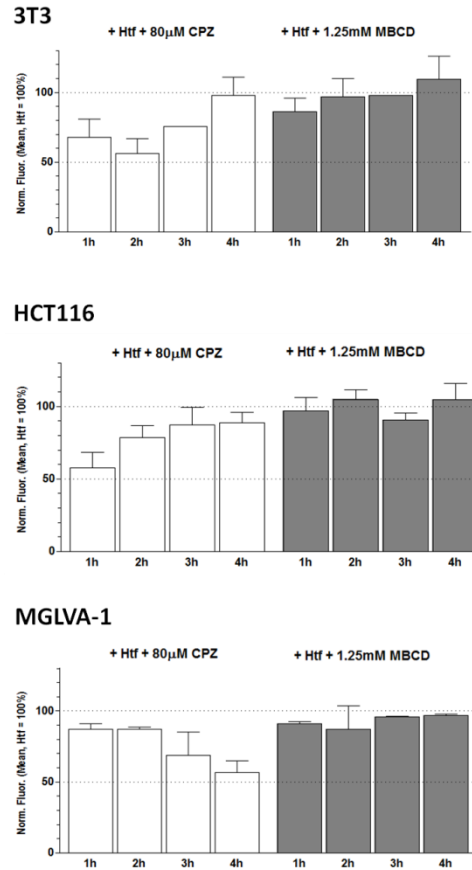 3T3
+ Htf + 80μM CPZ + Htf + 1.25mM MBCD
Norm. Fluor. (Mean, Htf = 100%)
100
50
0
1h 2h 3h 4h 1h 2h 3h 4h
HCT116
+ Htf + 80μM CPZ + Htf + 1.25mM MBCD
Norm. Fluor. (Mean, Htf = 100%)
100
50
0
1h 2h 3h 4h 1h 2h 3h 4h
MGLVA-1
+ Htf + 80μM CPZ + Htf + 1.25mM MBCD
Norm. Fluor. (Mean, Htf = 100%)
100
50
0
1h 2h 3h 4h 1h 2h 3h 4h